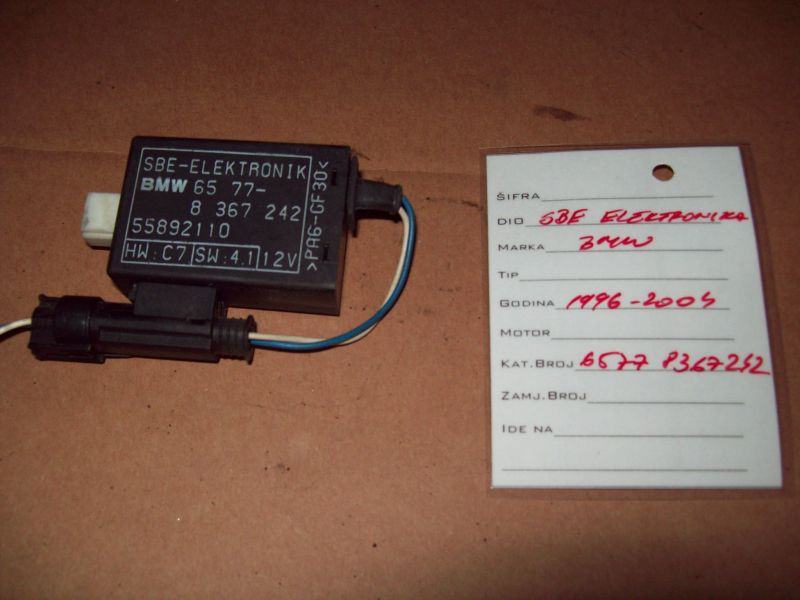 SBE-ELEKTRONIK
BMW 65 77-
8 367 242
55892110
HW:C7 SW:4.1 12V
>PA6-GF30<
ŠIFRA
DIO SBE ELEKTRONIKA
MARKA BMW
TIP
GODINA 1996-2004
MOTOR
KAT.BROJ 6577 8367242
ZAMJ.BROJ
IDE NA